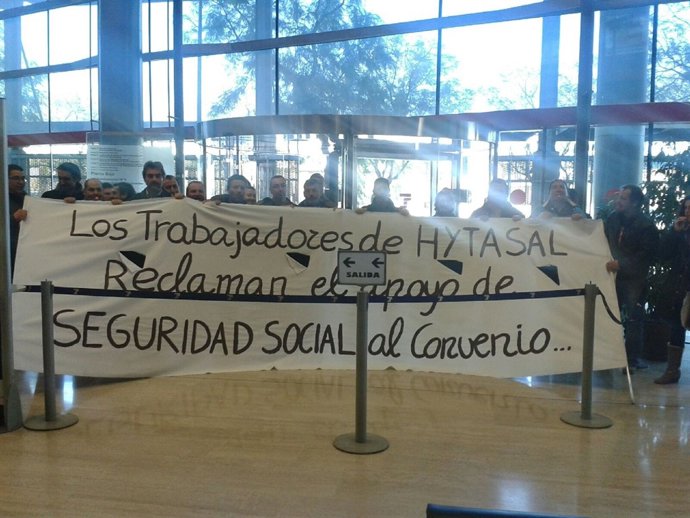 Los Trabajadores de HYTASAL
Reclaman el apoyo de
SEGURIDAD SOCIAL al Convenio...
SALIDA